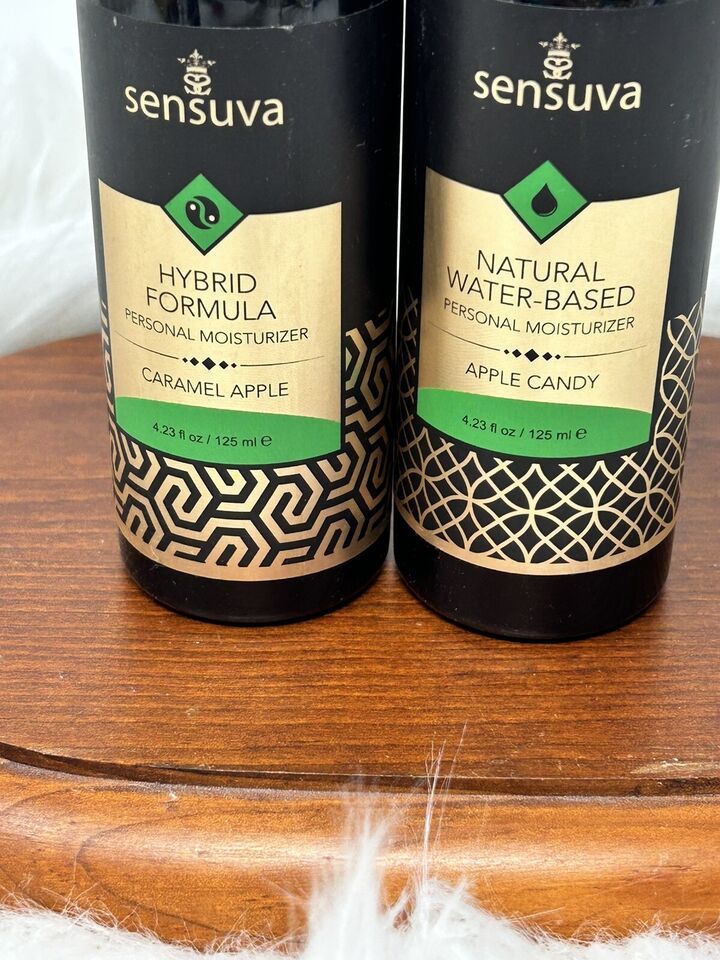 sensuva
HYBRID
FORMULA
PERSONAL MOISTURIZER
CARAMEL APPLE
4.23 fl oz / 125 ml ℮
sensuva
NATURAL
WATER-BASED
PERSONAL MOISTURIZER
APPLE CANDY
4.23 fl oz / 125 ml ℮